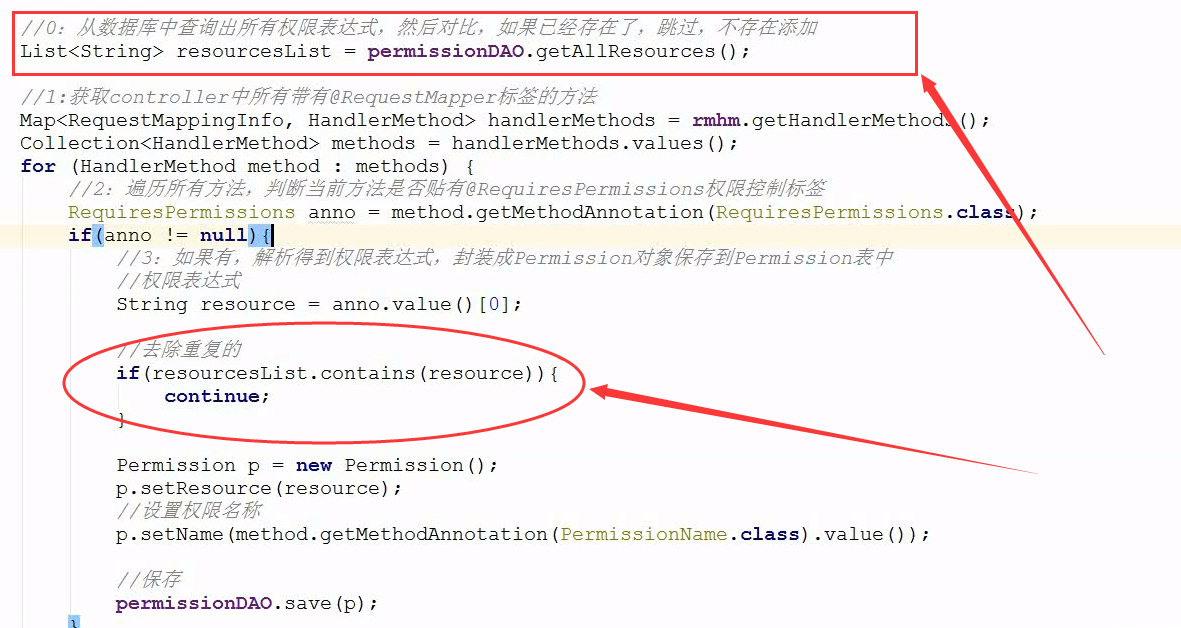 //0：从数据库中查询出所有权限表达式，然后对比，如果已经存在了，跳过，不存在添加
List<String> resourcesList = permissionDAO.getAllResources();
//1:获取controller中所有带有@RequestMapper标签的方法
Map<RequestMappingInfo, HandlerMethod> handlerMethods = rmhm.getHandlerMethods();
Collection<HandlerMethod> methods = handlerMethods.values();
for (HandlerMethod method : methods) {
//2：遍历所有方法，判断当前方法是否贴有@RequiresPermissions权限控制标签
RequiresPermissions anno = method.getMethodAnnotation(RequiresPermissions.class);
if(anno != null){
//3：如果有，解析得到权限表达式，封装成Permission对象保存到Permission表中
//权限表达式
String resource = anno.value()[0];
//去除重复的
if(resourcesList.contains(resource)){
continue;
}
Permission p = new Permission();
p.setResource(resource);
//设置权限名称
p.setName(method.getMethodAnnotation(PermissionName.class).value());
//保存
permissionDAO.save(p);
}